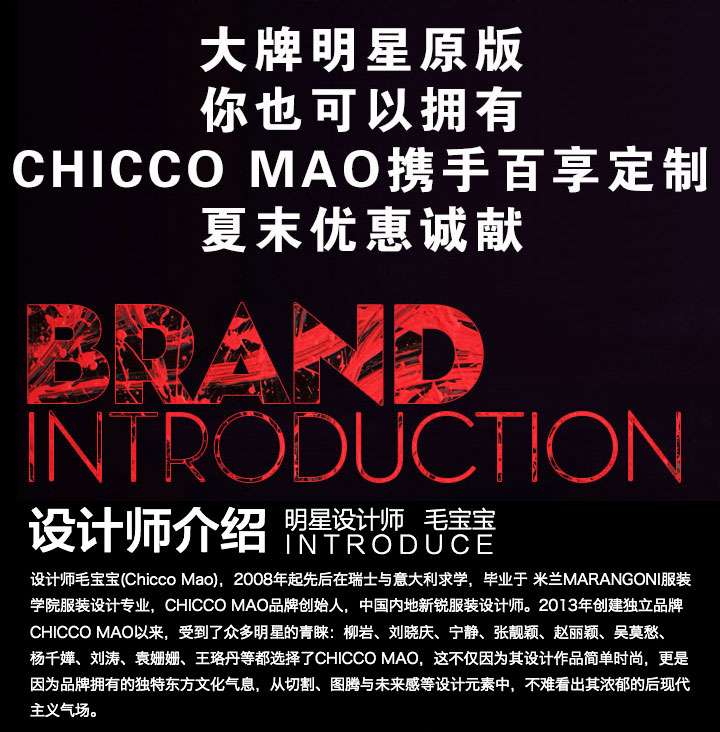 大牌明星原版
你也可以拥有
CHICCO MAO携手百享定制
夏末优惠诚献
BRAND
INTRODUCTION
设计师介绍 明星设计师 毛宝宝
INTRODUCE
设计师毛宝宝(Chicco Mao)，2008年起先后在瑞士与意大利求学，毕业于 米兰MARANGONI服装
学院服装设计专业，CHICCO MAO品牌创始人，中国内地新锐服装设计师。2013年创建独立品牌
CHICCO MAO以来，受到了众多明星的青睐：柳岩、刘晓庆、宁静、张靓颖、赵丽颖、吴莫愁、
杨千嬅、刘涛、袁姗姗、王珞丹等都选择了CHICCO MAO，这不仅因为其设计作品简单时尚，更是
因为品牌拥有的独特东方文化气息，从切割、图腾与未来感等设计元素中，不难看出其浓郁的后现代
主义气场。